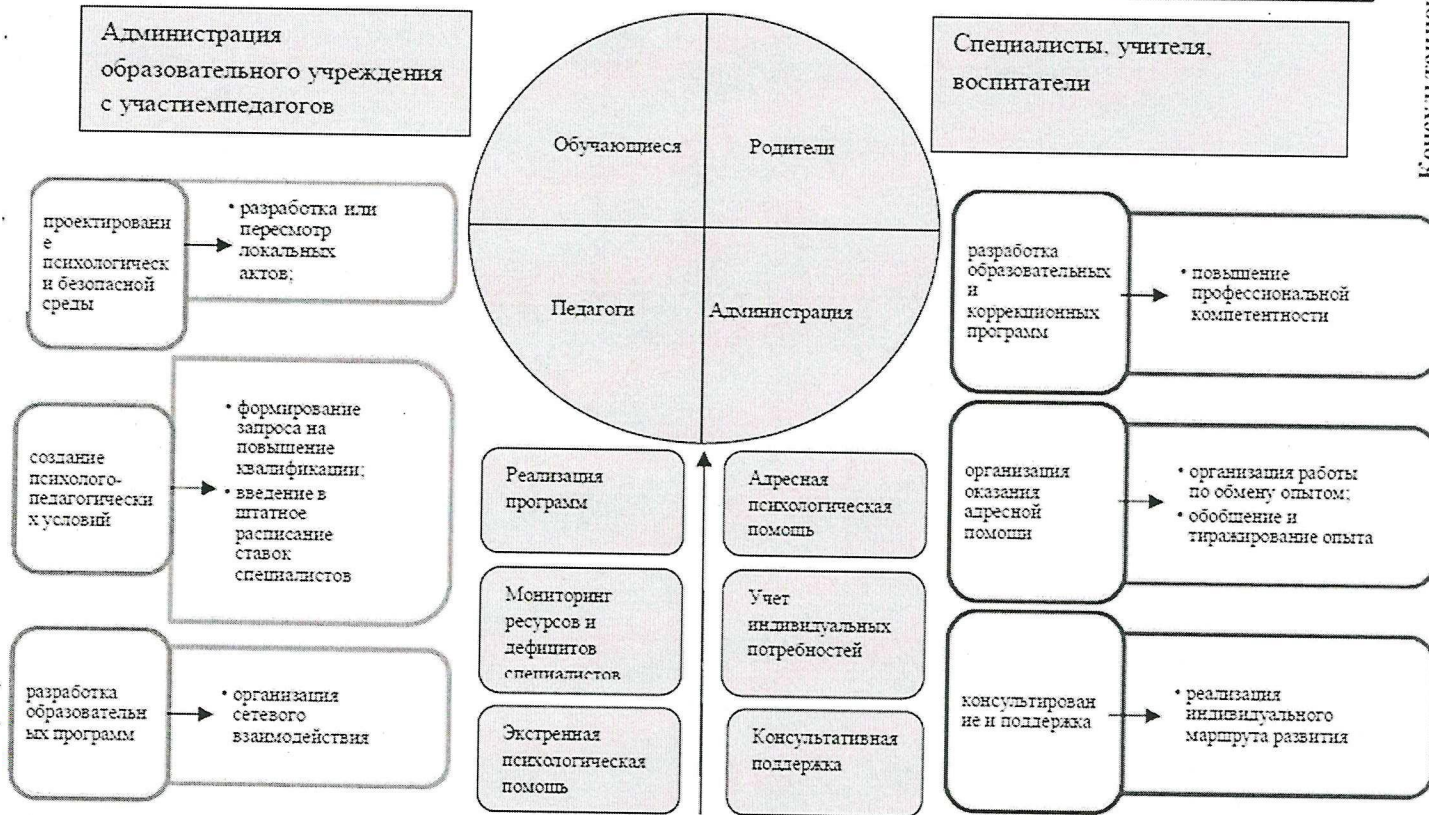 Администрация
образовательного учреждения
с участиемпедагогов
проектировани
е
психологическ
и безопасной
среды
• разработка или
пересмотр
локальных
актов;
создание
психолого-
педагогически
х условий
• формирование
запроса на
повышение
квалификации;
• введение в
штатное
расписание
ставок
специалистов
разработка
образовательн
ых программ
• организация
сетевого
взаимодействия
Обучающиеся
Родители
Педагоги
Администрация
Реализация
программ
Адресная
психологическая
помощь
Мониторинг
ресурсов и
дефицитов
специалистов
Учет
индивидуальных
потребностей
Экстренная
психологическая
помощь
Консультативная
поддержка
Специалисты, учителя,
воспитатели
разработка
образовательных
и
коррекционных
программ
• повышение
профессиональной
компетентности
организация
оказания
адресной
помощи
• организация работы
по обмену опытом;
• обобщение и
тиражирование опыта
консультирован
ие и поддержка
• реализация
индивидуального
маршрута развития